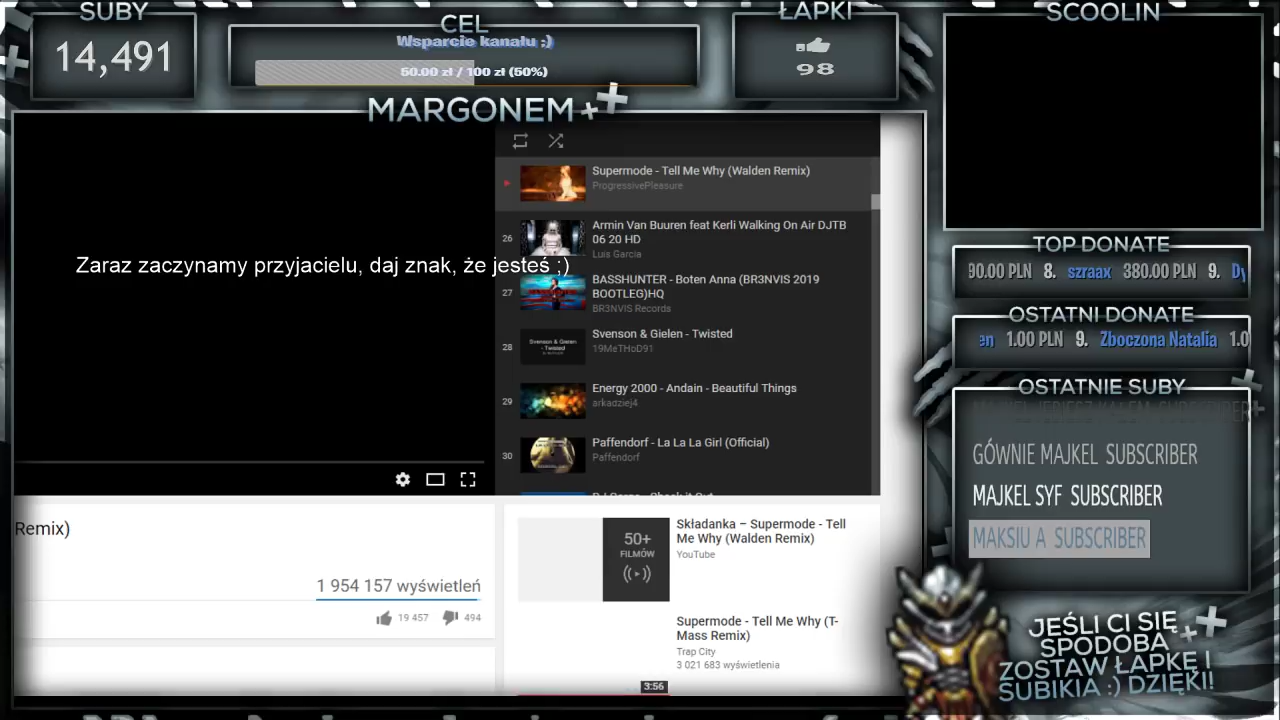 SUBY
14,491
CEL
Wsparcie kanału ;)
50.00 zł / 100 zł (50%)
ŁAPKI
98
SCOOLIN
MARGONEM
Zaraz zaczynamy przyjacielu, daj znak, że jesteś ;)
Supermode - Tell Me Why (Walden Remix)
ProgressivePleasure
26
Armin Van Buuren feat Kerli Walking On Air DJTB
06 20 HD
Luis Garcia
27
BASSHUNTER - Boten Anna (BR3NVIS 2019
BOOTLEG)HQ
BR3NVIS Records
28
Svenson & Gielen - Twisted
19MeTHoD91
29
Energy 2000 - Andain - Beautiful Things
arkadziej4
30
Paffendorf - La La La Girl (Official)
Paffendorf
Remix)
1 954 157 wyświetleń
19 457
494
50+
FILMÓW
Składanka – Supermode - Tell
Me Why (Walden Remix)
YouTube
Supermode - Tell Me Why (T-
Mass Remix)
Trap City
3 021 683 wyświetlenia
3:56
TOP DONATE
00.00 PLN 8. szraax 380.00 PLN 9.
OSTATNI DONATE
en 1.00 PLN 9. Zboczona Natalia 1.0
OSTATNIE SUBY
GÓWNIE MAJKEL SUBSCRIBER
MAJKEL SYF SUBSCRIBER
MAKSIU A SUBSCRIBER
JEŚLI CI SIĘ
SPODOBA
ZOSTAW ŁAPKĘ I
SUBIKIA :) DZIĘKI!